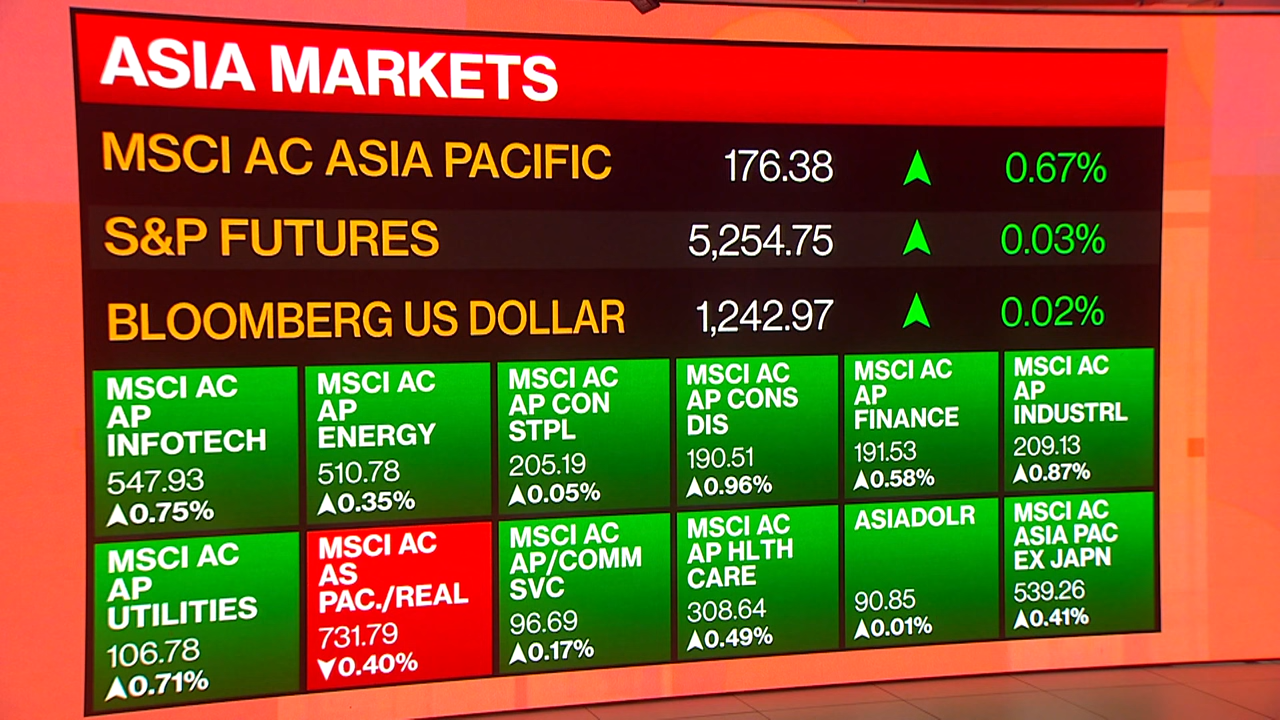 ASIA MARKETS
MSCI AC ASIA PACIFIC 176.38 ▲ 0.67%
S&P FUTURES 5,254.75 ▲ 0.03%
BLOOMBERG US DOLLAR 1,242.97 ▲ 0.02%
MSCI AC
AP
INFOTECH
547.93
▲0.75%
MSCI AC
AP
ENERGY
510.78
▲0.35%
MSCI AC
AP CON
STPL
205.19
▲0.05%
MSCI AC
AP CONS
DIS
190.51
▲0.96%
MSCI AC
AP
FINANCE
191.53
▲0.58%
MSCI AC
AP
INDUSTRL
209.13
▲0.87%
MSCI AC
AP
UTILITIES
106.78
▲0.71%
MSCI AC
AS
PAC./REAL
731.79
▼0.40%
MSCI AC
AP/COMM
SVC
96.69
▲0.17%
MSCI AC
AP HLTH
CARE
308.64
▲0.49%
ASIADOLR
90.85
▲0.01%
MSCI AC
ASIA PAC
EX JAPN
539.26
▲0.41%